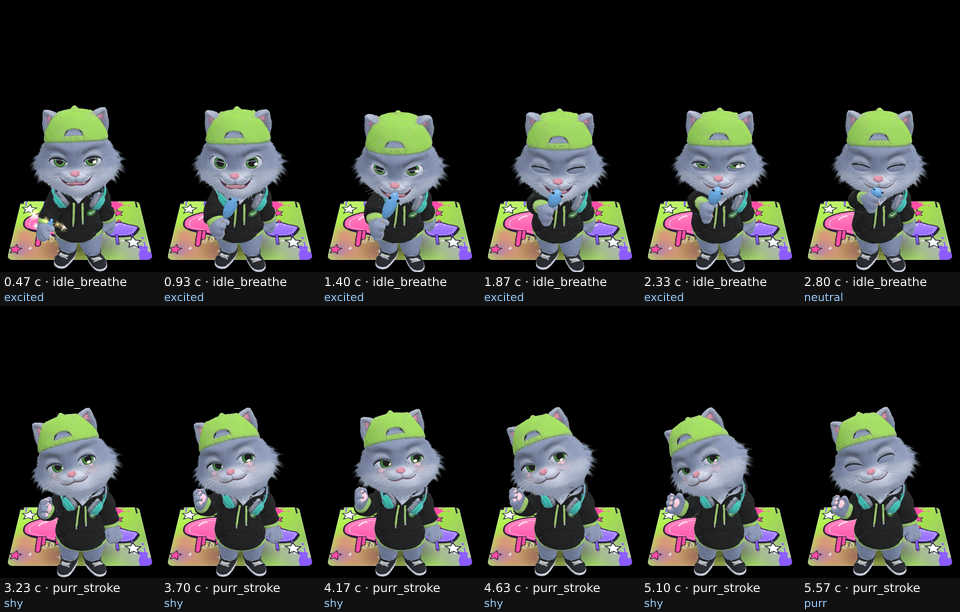 0.47 с · idle_breathe
excited
0.93 с · idle_breathe
excited
1.40 с · idle_breathe
excited
1.87 с · idle_breathe
excited
2.33 с · idle_breathe
excited
2.80 с · idle_breathe
neutral
3.23 с · purr_stroke
shy
3.70 с · purr_stroke
shy
4.17 с · purr_stroke
shy
4.63 с · purr_stroke
shy
5.10 с · purr_stroke
shy
5.57 с · purr_stroke
purr